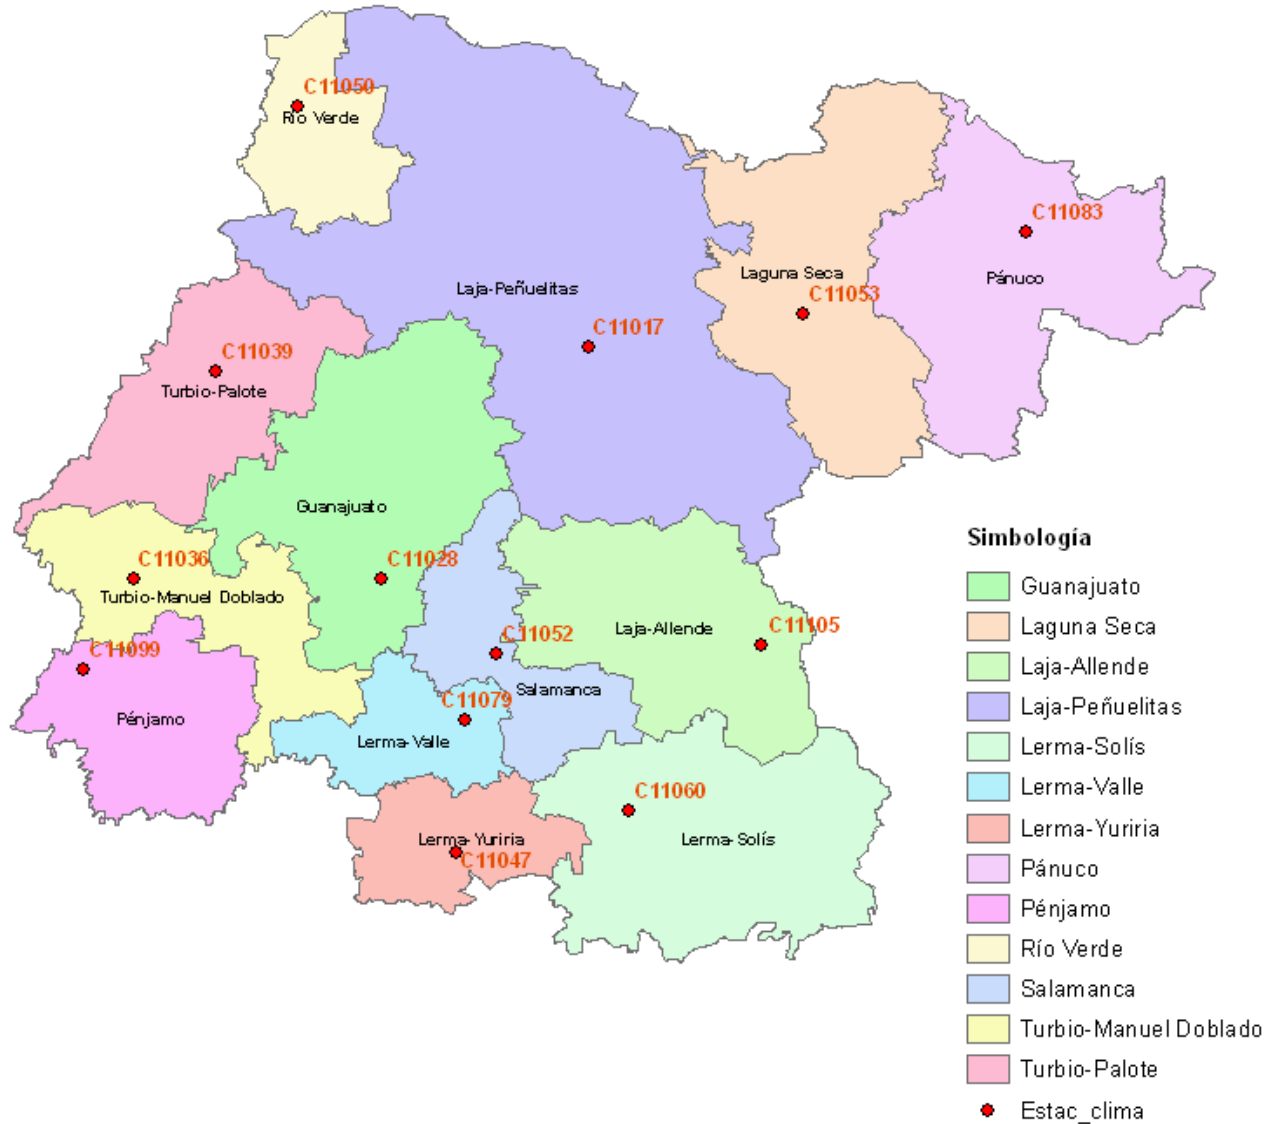 C11050
Río Verde
C11083
Laguna Seca
Pánuco
Laja-Peñuelitas
C11053
C11017
C11039
Turbio-Palote
Guanajuato
C11036
C11028
Turbio-Manuel Doblado
Laja-Allende
C11105
C11052
C11099
Salamanca
C11079
Pénjamo
Lerma-Valle
C11060
Lerma-Yuriria
C11047
Lerma-Solís
Simbología
Guanajuato
Laguna Seca
Laja-Allende
Laja-Peñuelitas
Lerma-Solís
Lerma-Valle
Lerma-Yuriria
Pánuco
Pénjamo
Río Verde
Salamanca
Turbio-Manuel Doblado
Turbio-Palote
Estac_clima